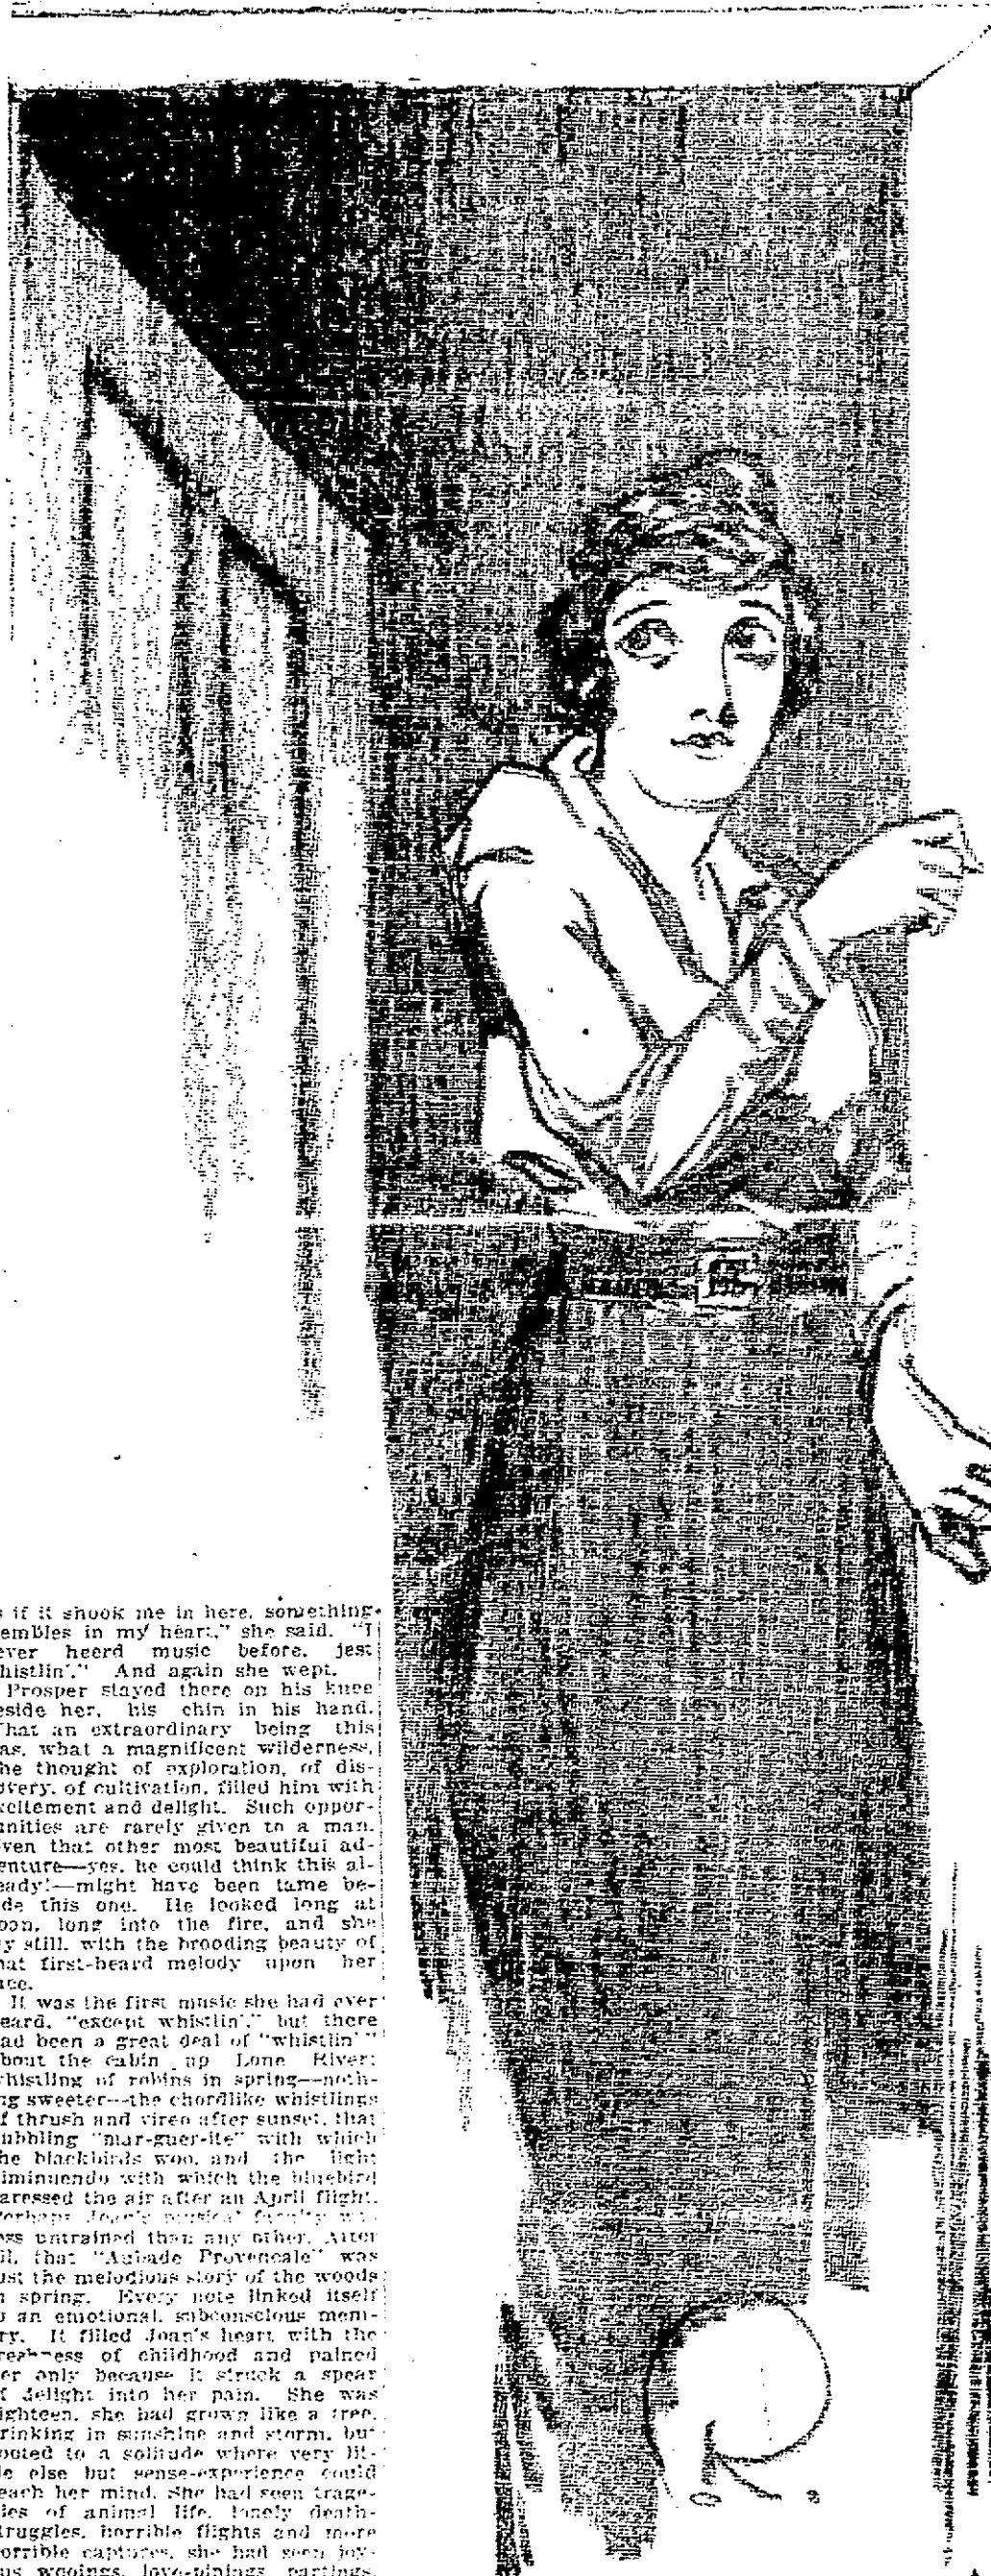 s if it shook me in here, something
embles in my heart," she said. "I
ever heerd music before, jest
histlin'." And again she wept.
Prosper stayed there on his knee
eside her, his chin in his hand.
hat an extraordinary being this
as, what a magnificent wilderness.
he thought of exploration, of dis-
overy, of cultivation, filled him with
xcitement and delight. Such oppor-
unities are rarely given to a man.
ven that other most beautiful ad-
enture—yes, he could think this al-
eady!—might have been tame be-
ide this one. He looked long at
oan, long into the fire, and she
ay still, with the brooding beauty of
hat first-heard melody upon her
ace.
It was the first music she had ever
eard, "except whistlin'," but there
ad been a great deal of "whistlin'"
bout the cabin up Lone River;
histling of robins in spring—noth-
ng sweeter—the chordlike whistlings
f thrush and vireo after sunset, that
ubbling "mar-guer-ite" with which
he blackbirds woo, and the light
iminuendo with which the bluebird
aressed the air after an April flight.
erhaps Joan's musical faculty was
ess untrained than any other. After
ll, that "Aubade Provencale" was
ust the melodious story of the woods
n spring. Every note linked itself
o an emotional, subconscious mem-
ry. It filled Joan's heart with the
reshness of childhood and pained
er only because it struck a spear
f delight into her pain. She was
ighteen, she had grown like a tree,
rinking in sunshine and storm, but
ooted to a solitude where very lit-
le else but sense-experience could
each her mind. She had seen trage-
ies of animal life, lonely death-
truggles, horrible flights and more
orrible captures, she had seen joy-
us wooings, love-pinings, partings,